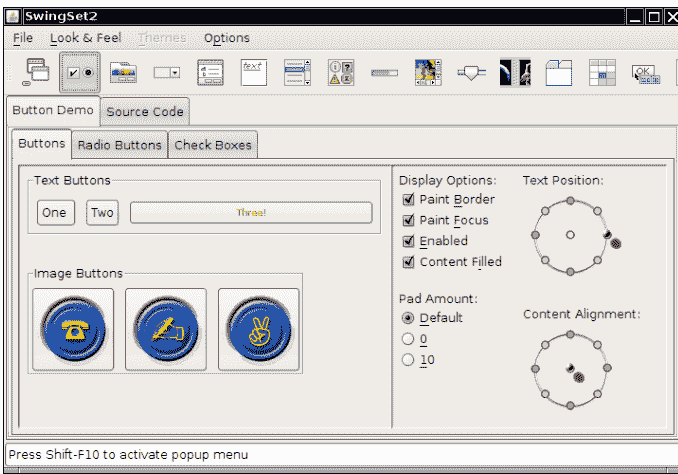 SwingSet2
File Look & Feel Themes Options
text
OK
Button Demo Source Code
Buttons Radio Buttons Check Boxes
Text Buttons
One Two Three!
Image Buttons
Display Options:
Paint Border
Paint Focus
Enabled
Content Filled
Pad Amount:
Default
0
10
Text Position:
Content Alignment:
Press Shift-F10 to activate popup menu